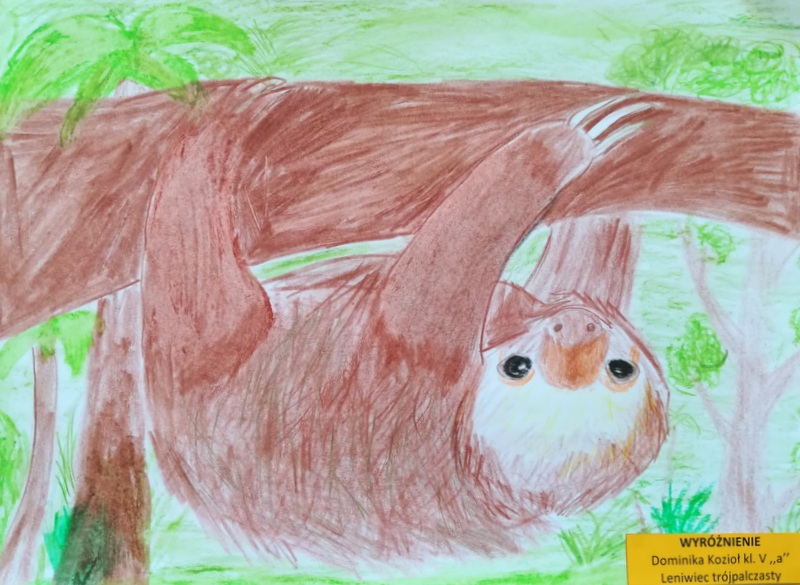 WYRÓŻNIENIE
Dominika Kozioł kl. V ,,a’’
Leniwiec trójpalczasty